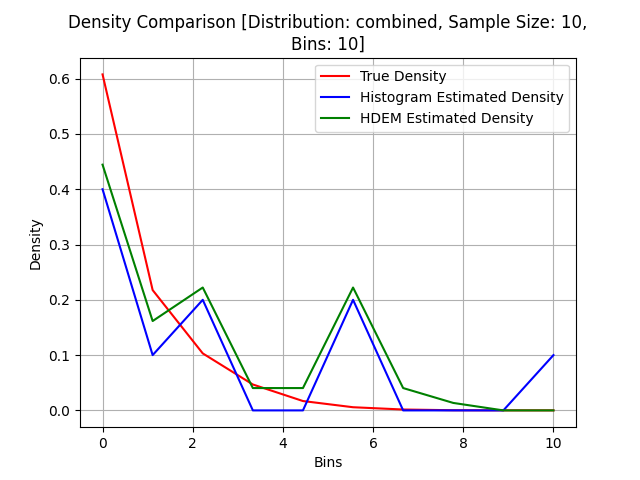 Density Comparison [Distribution: combined, Sample Size: 10,
Bins: 10]
True Density
Histogram Estimated Density
HDEM Estimated Density
Density
0.6
0.5
0.4
0.3
0.2
0.1
0.0
0 2 4 6 8 10
Bins